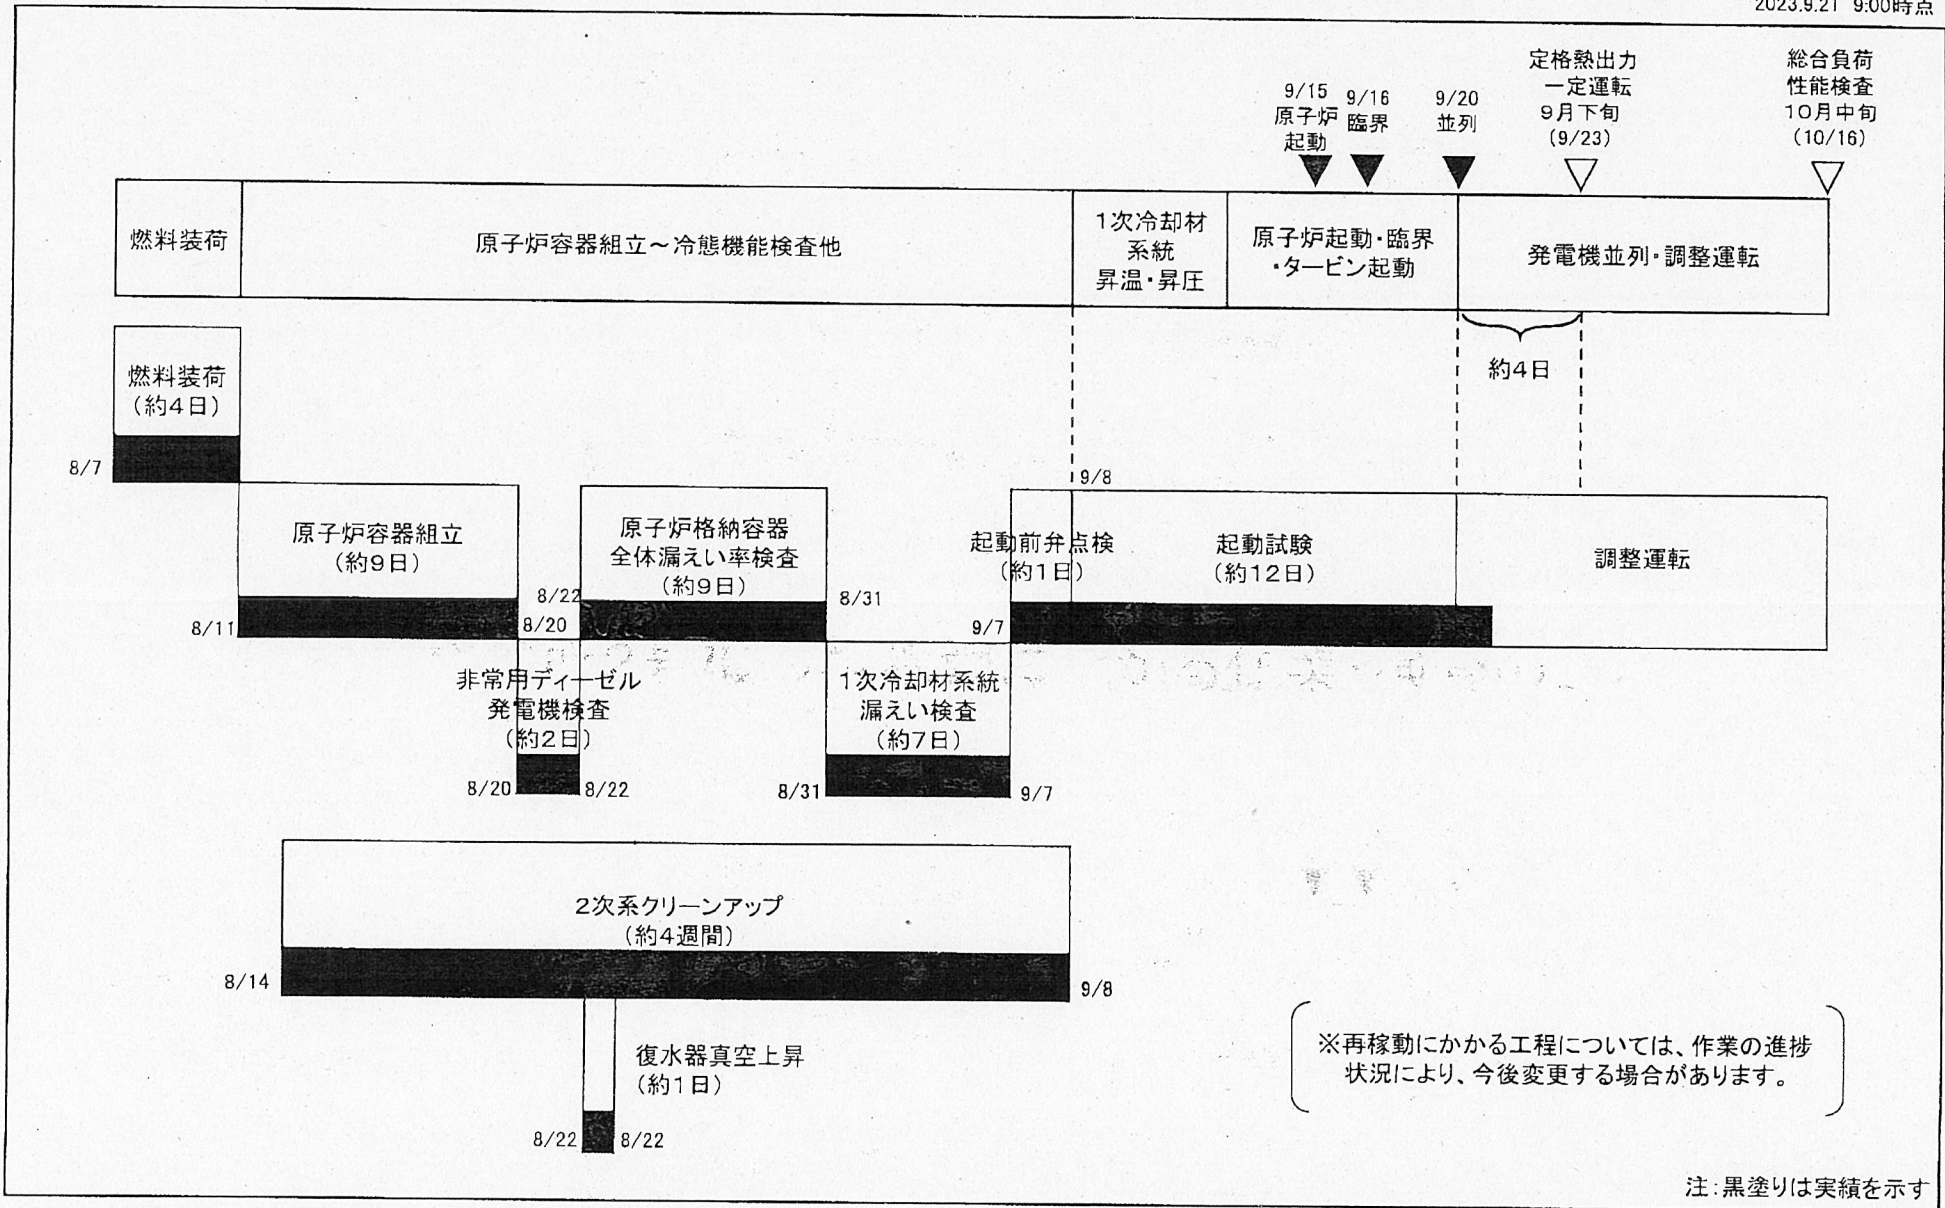 2023.9.21 9:00時点
9/15
原子炉
起動
9/16
臨界
9/20
並列
定格熱出力
一定運転
9月下旬
(9/23)
総合負荷
性能検査
10月中旬
(10/16)
燃料装荷
原子炉容器組立～冷態機能検査他
1次冷却材
系統
昇温・昇圧
原子炉起動・臨界
・タービン起動
発電機並列・調整運転
約4日
燃料装荷
(約4日)
8/7
原子炉容器組立
(約9日)
8/11
8/20
8/22
原子炉格納容器
全体漏えい率検査
(約9日)
8/31
起動前弁点検
(約1日)
9/7
9/8
起動試験
(約12日)
調整運転
非常用ディーゼル
発電機検査
(約2日)
8/20
8/22
1次冷却材系統
漏えい検査
(約7日)
8/31
9/7
2次系クリーンアップ
(約4週間)
8/14
9/8
復水器真空上昇
(約1日)
8/22
8/22
※再稼動にかかる工程については、作業の進捗
状況により、今後変更する場合があります。
注:黒塗りは実績を示す